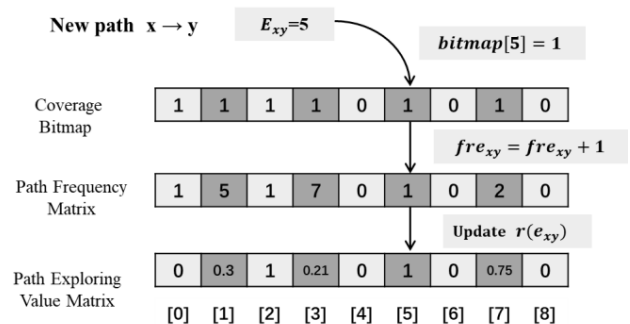 New path x → y
E_xy=5
bitmap[5] = 1
Coverage
Bitmap
1 1 1 1 0 1 0 1 0
fre_xy = fre_xy + 1
Path Frequency
Matrix
1 5 1 7 0 1 0 2 0
Update r(e_xy)
Path Exploring
Value Matrix
0 0.3 1 0.21 0 1 0 0.75 0
[0] [1] [2] [3] [4] [5] [6] [7] [8]